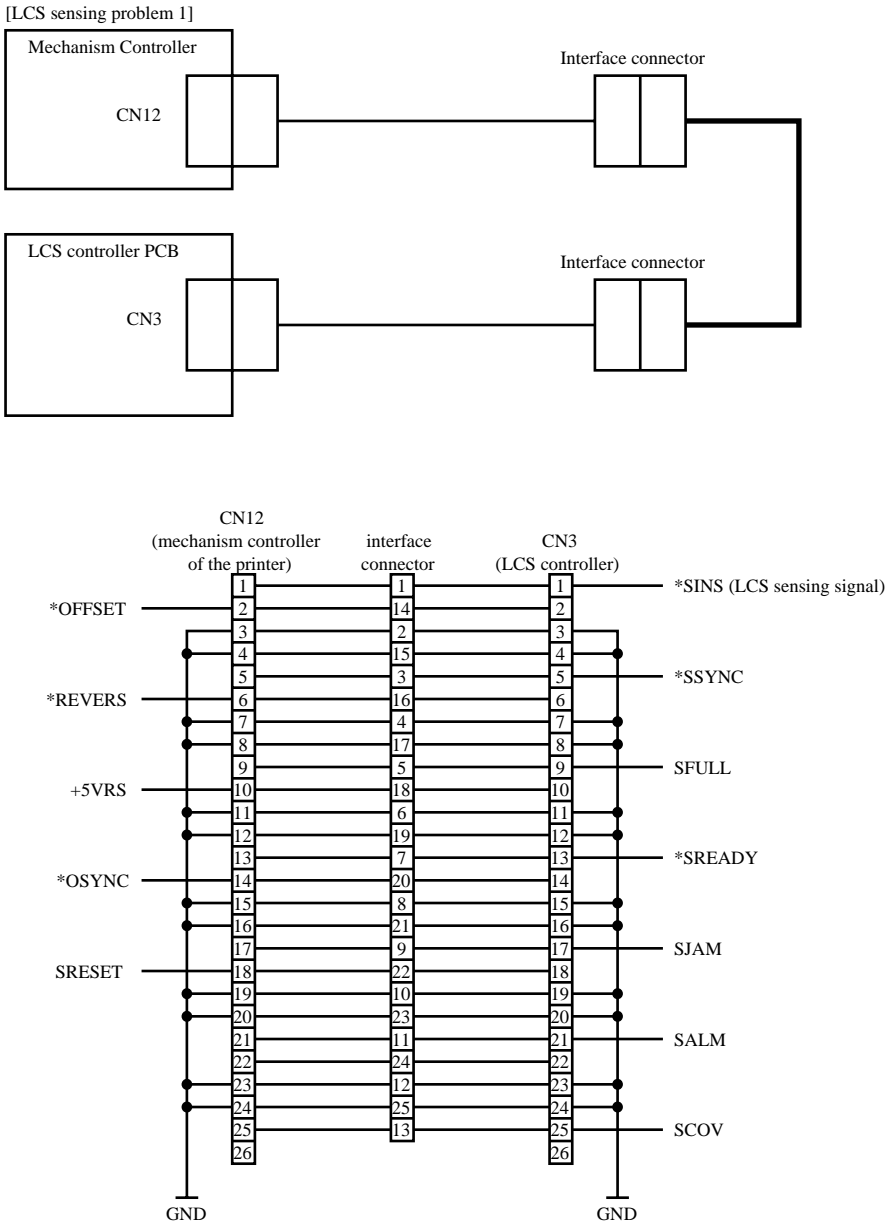 [LCS sensing problem 1]
Mechanism Controller
Interface connector
CN12
LCS controller PCB
Interface connector
CN3
CN12
(mechanism controller
of the printer)
interface
connector
CN3
(LCS controller)
1 1 1 *SINS (LCS sensing signal)
*OFFSET 2 14 2
3 2 3
4 15 4
5 3 5 *SSYNC
*REVERS 6 16 6
7 4 7
8 17 8
9 5 9 SFULL
+5VRS 10 18 10
11 6 11
12 19 12
13 7 13 *SREADY
*OSYNC 14 20 14
15 8 15
16 21 16
17 9 17 SJAM
SRESET 18 22 18
19 10 19
20 23 20
21 11 21 SALM
22 24 22
23 12 23
24 25 24
25 13 25 SCOV
26 26
GND GND